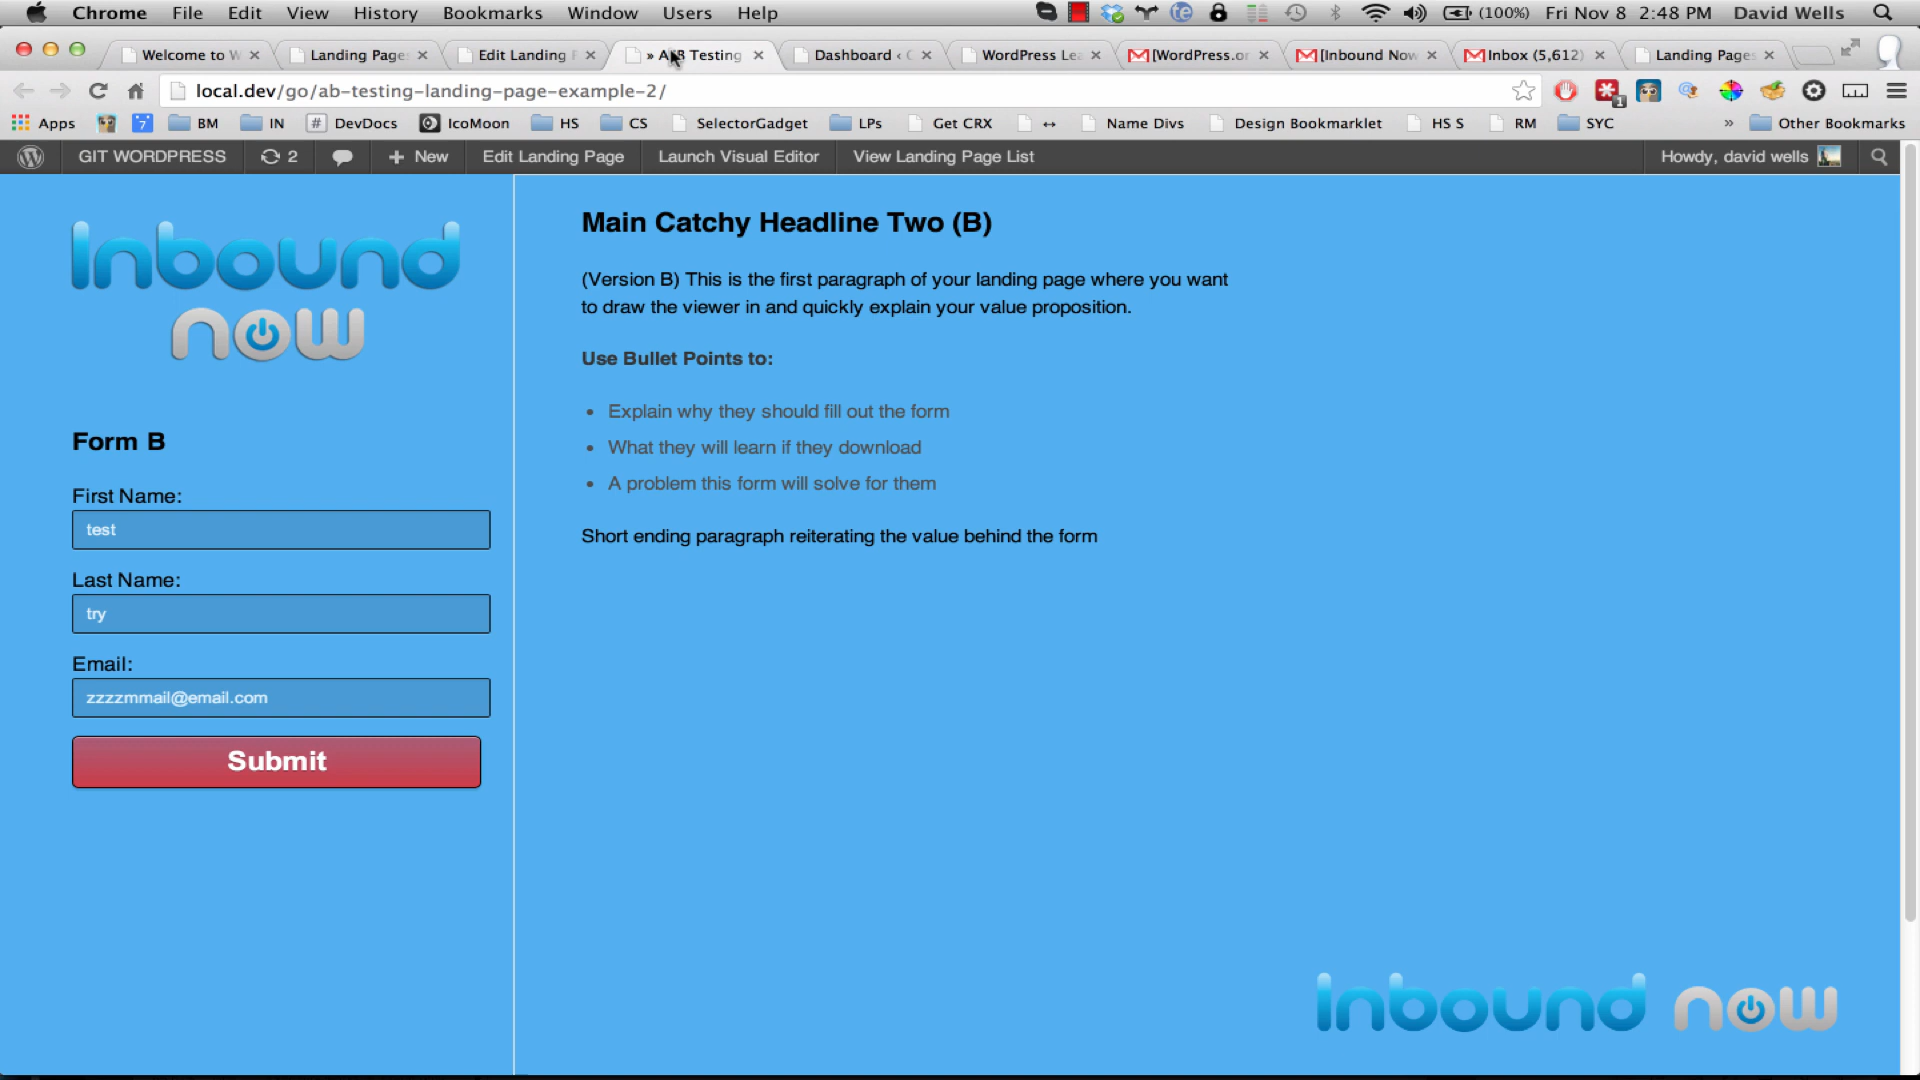 Chrome File Edit View History Bookmarks Window Users Help (100%) Fri Nov 8 2:48 PM David Wells
Welcome to W Landing Page Edit Landing » Testing Dashboard ‹ WordPress Lea [WordPress.or [Inbound Now Inbox (5,612) Landing Pages
local.dev/go/ab-testing-landing-page-example-2/ 1
Apps 7 BM IN # DevDocs IcoMoon HS CS SelectorGadget LPs Get CRX ↔ Name Divs Design Bookmarklet HS S RM SYC » Other Bookmarks
GIT WORDPRESS 2 + New Edit Landing Page Launch Visual Editor View Landing Page List Howdy, david wells
Inbound
now
Form B
First Name:
test
Last Name:
try
Email:
zzzzmmail@email.com
Submit
Main Catchy Headline Two (B)
(Version B) This is the first paragraph of your landing page where you want
to draw the viewer in and quickly explain your value proposition.
Use Bullet Points to:
• Explain why they should fill out the form
• What they will learn if they download
• A problem this form will solve for them
Short ending paragraph reiterating the value behind the form
Inbound now